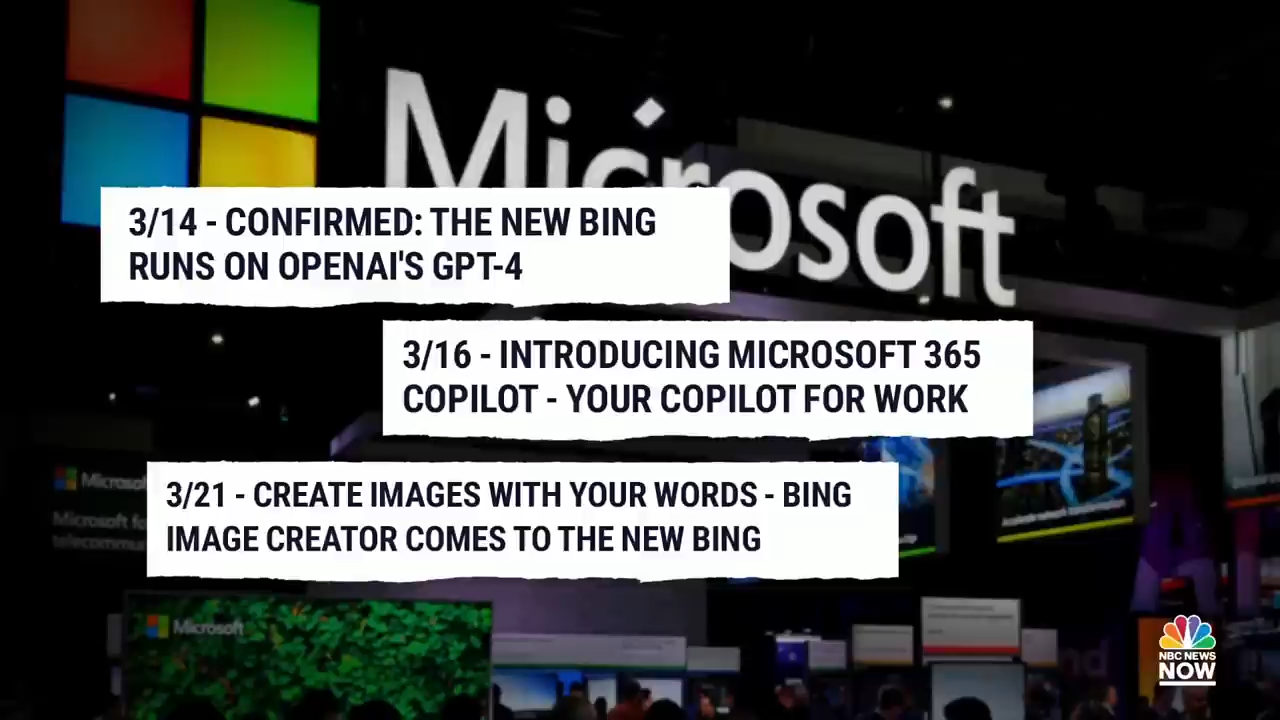 Microsoft
3/14 - CONFIRMED: THE NEW BING
RUNS ON OPENAI'S GPT-4
3/16 - INTRODUCING MICROSOFT 365
COPILOT - YOUR COPILOT FOR WORK
3/21 - CREATE IMAGES WITH YOUR WORDS - BING
IMAGE CREATOR COMES TO THE NEW BING
Microsoft
Microsoft
NBC NEWS
NOW